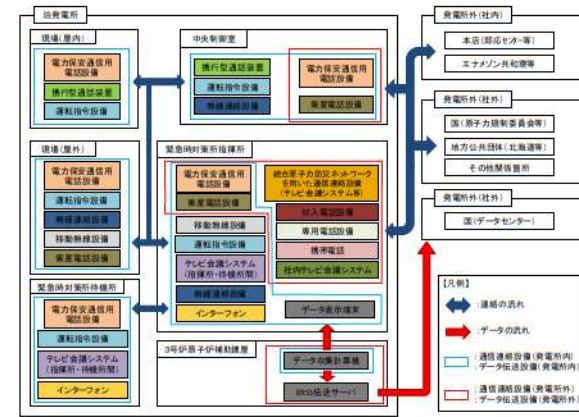 泊発電所
現場(屋内)
電力保安通信用
電話設備
携行型通話装置
運転指令設備
中央制御室
携行型通話装置
運転指令設備
無線連絡設備
電力保安通信用
電話設備
衛星電話設備
発電所外(社内)
本店(即応センター等)
エナメゾン共和寮等
発電所外(社外)
国(原子力規制委員会等)
地方公共団体(北海道等)
その他関係箇所
発電所外(社外)
国(データセンター)
現場(屋外)
電力保安通信用
電話設備
運転指令設備
無線連絡設備
移動無線設備
衛星電話設備
緊急時対策所指揮所
電力保安通信用
電話設備
衛星電話設備
移動無線設備
運転指令設備
テレビ会議システム
(指揮所・待機所間)
無線連絡設備
インターフォン
統合原子力防災ネットワーク
を用いた通信連絡設備
(テレビ会議システム等)
加入電話設備
専用電話設備
携帯電話
社内テレビ会議システム
データ表示端末
緊急時対策所待機所
電力保安通信用
電話設備
運転指令設備
テレビ会議システム
(指揮所・待機所間)
インターフォン
3号炉原子炉補助建屋
データ収集計算機
ERSS伝送サーバ
【凡例】
:連絡の流れ
:データの流れ
:通信連絡設備(発電所内)
:データ伝送設備(発電所内)
:通信連絡設備(発電所外)
:データ伝送設備(発電所外)